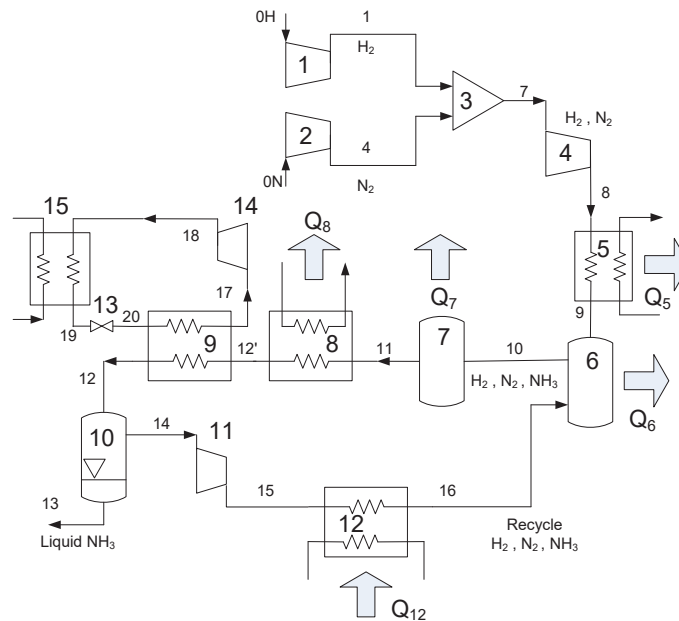 0H
1
1
H₂
3
7
H₂ , N₂
4
2
4
0N
N₂
8
15
14
18
Q₈
Q₇
5
Q₅
9
17
13
19
20
9
12'
8
11
7
10
H₂ , N₂, NH₃
6
Q₆
12
10
14
11
13
Liquid NH₃
15
12
16
Recycle
H₂ , N₂, NH₃
Q₁₂